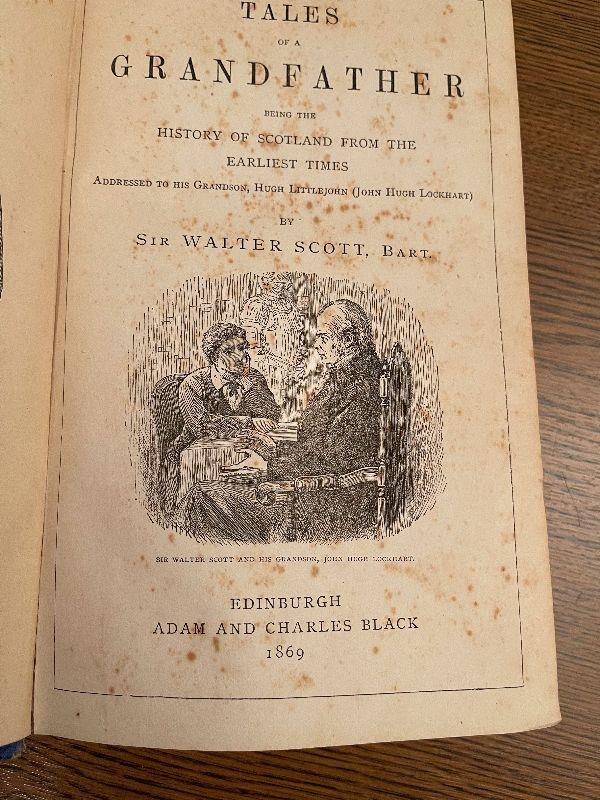 TALES
OF A
GRANDFATHER
BEING THE
HISTORY OF SCOTLAND FROM THE
EARLIEST TIMES
ADDRESSED TO HIS GRANDSON, HUGH LITTLEJOHN (JOHN HUGH LOCKHART)
BY
SIR WALTER SCOTT, BART.
SIR WALTER SCOTT AND HIS GRANDSON, JOHN HUGH LOCKHART.
EDINBURGH
ADAM AND CHARLES BLACK
1869